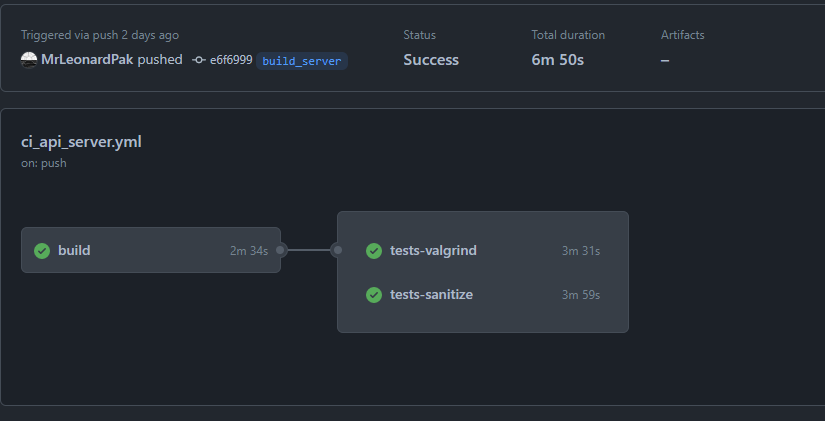 Triggered via push 2 days ago
MrLeonardPak pushed e6f6999 build_server
Status
Success
Total duration
6m 50s
Artifacts
–
ci_api_server.yml
on: push
build 2m 34s
tests-valgrind 3m 31s
tests-sanitize 3m 59s